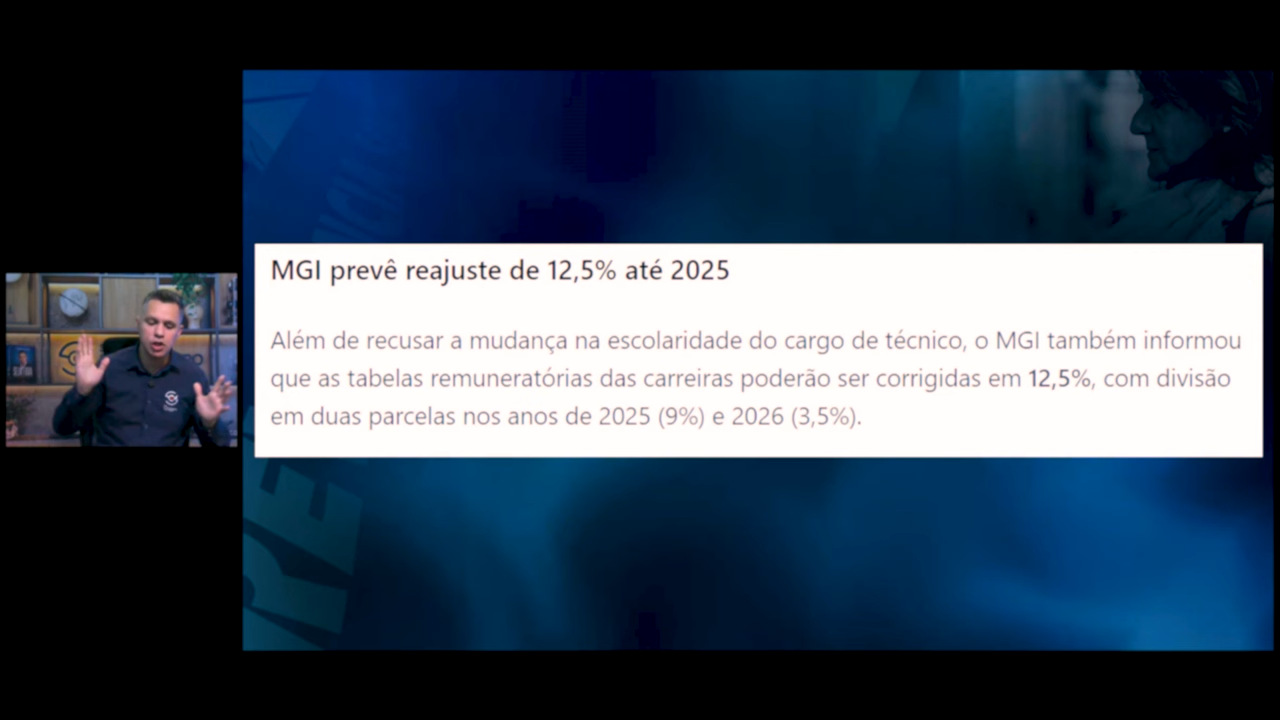 MGI prevê reajuste de 12,5% até 2025
Além de recusar a mudança na escolaridade do cargo de técnico, o MGI também informou
que as tabelas remuneratórias das carreiras poderão ser corrigidas em 12,5%, com divisão
em duas parcelas nos anos de 2025 (9%) e 2026 (3,5%).